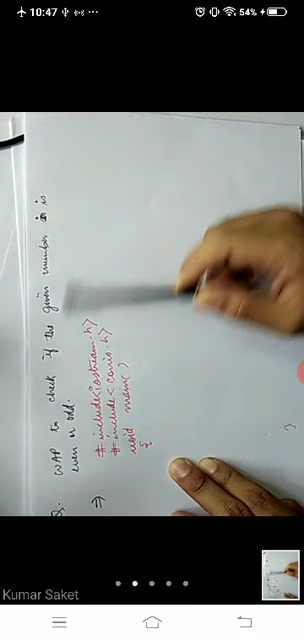 10:47
54%
Q. WAP to check if the given number is
even or odd.
⇒ #include<iostream.h>
#include<conio.h>
void main()
{
}
Kumar Saket